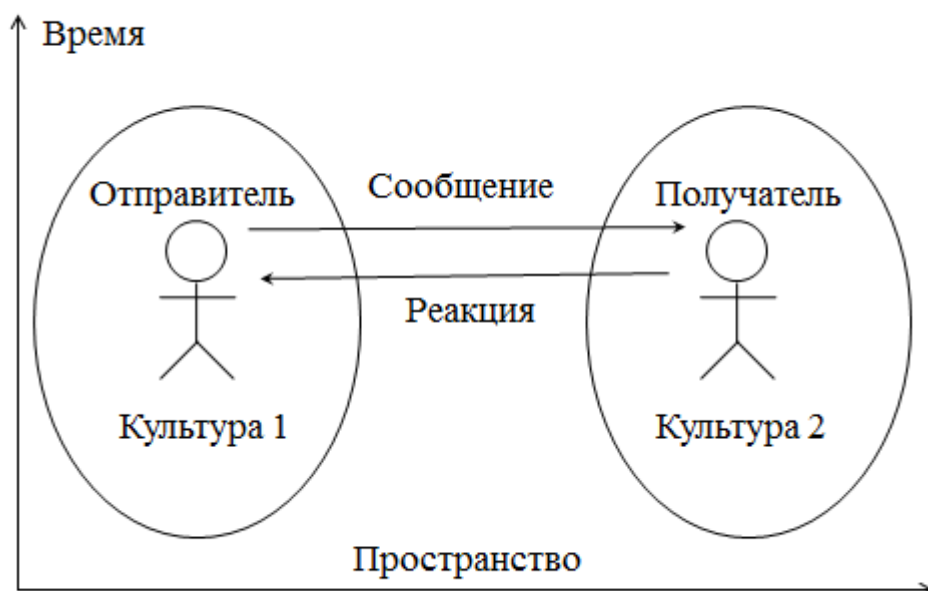 Время
Отправитель
Сообщение
Получатель
Реакция
Культура 1
Культура 2
Пространство